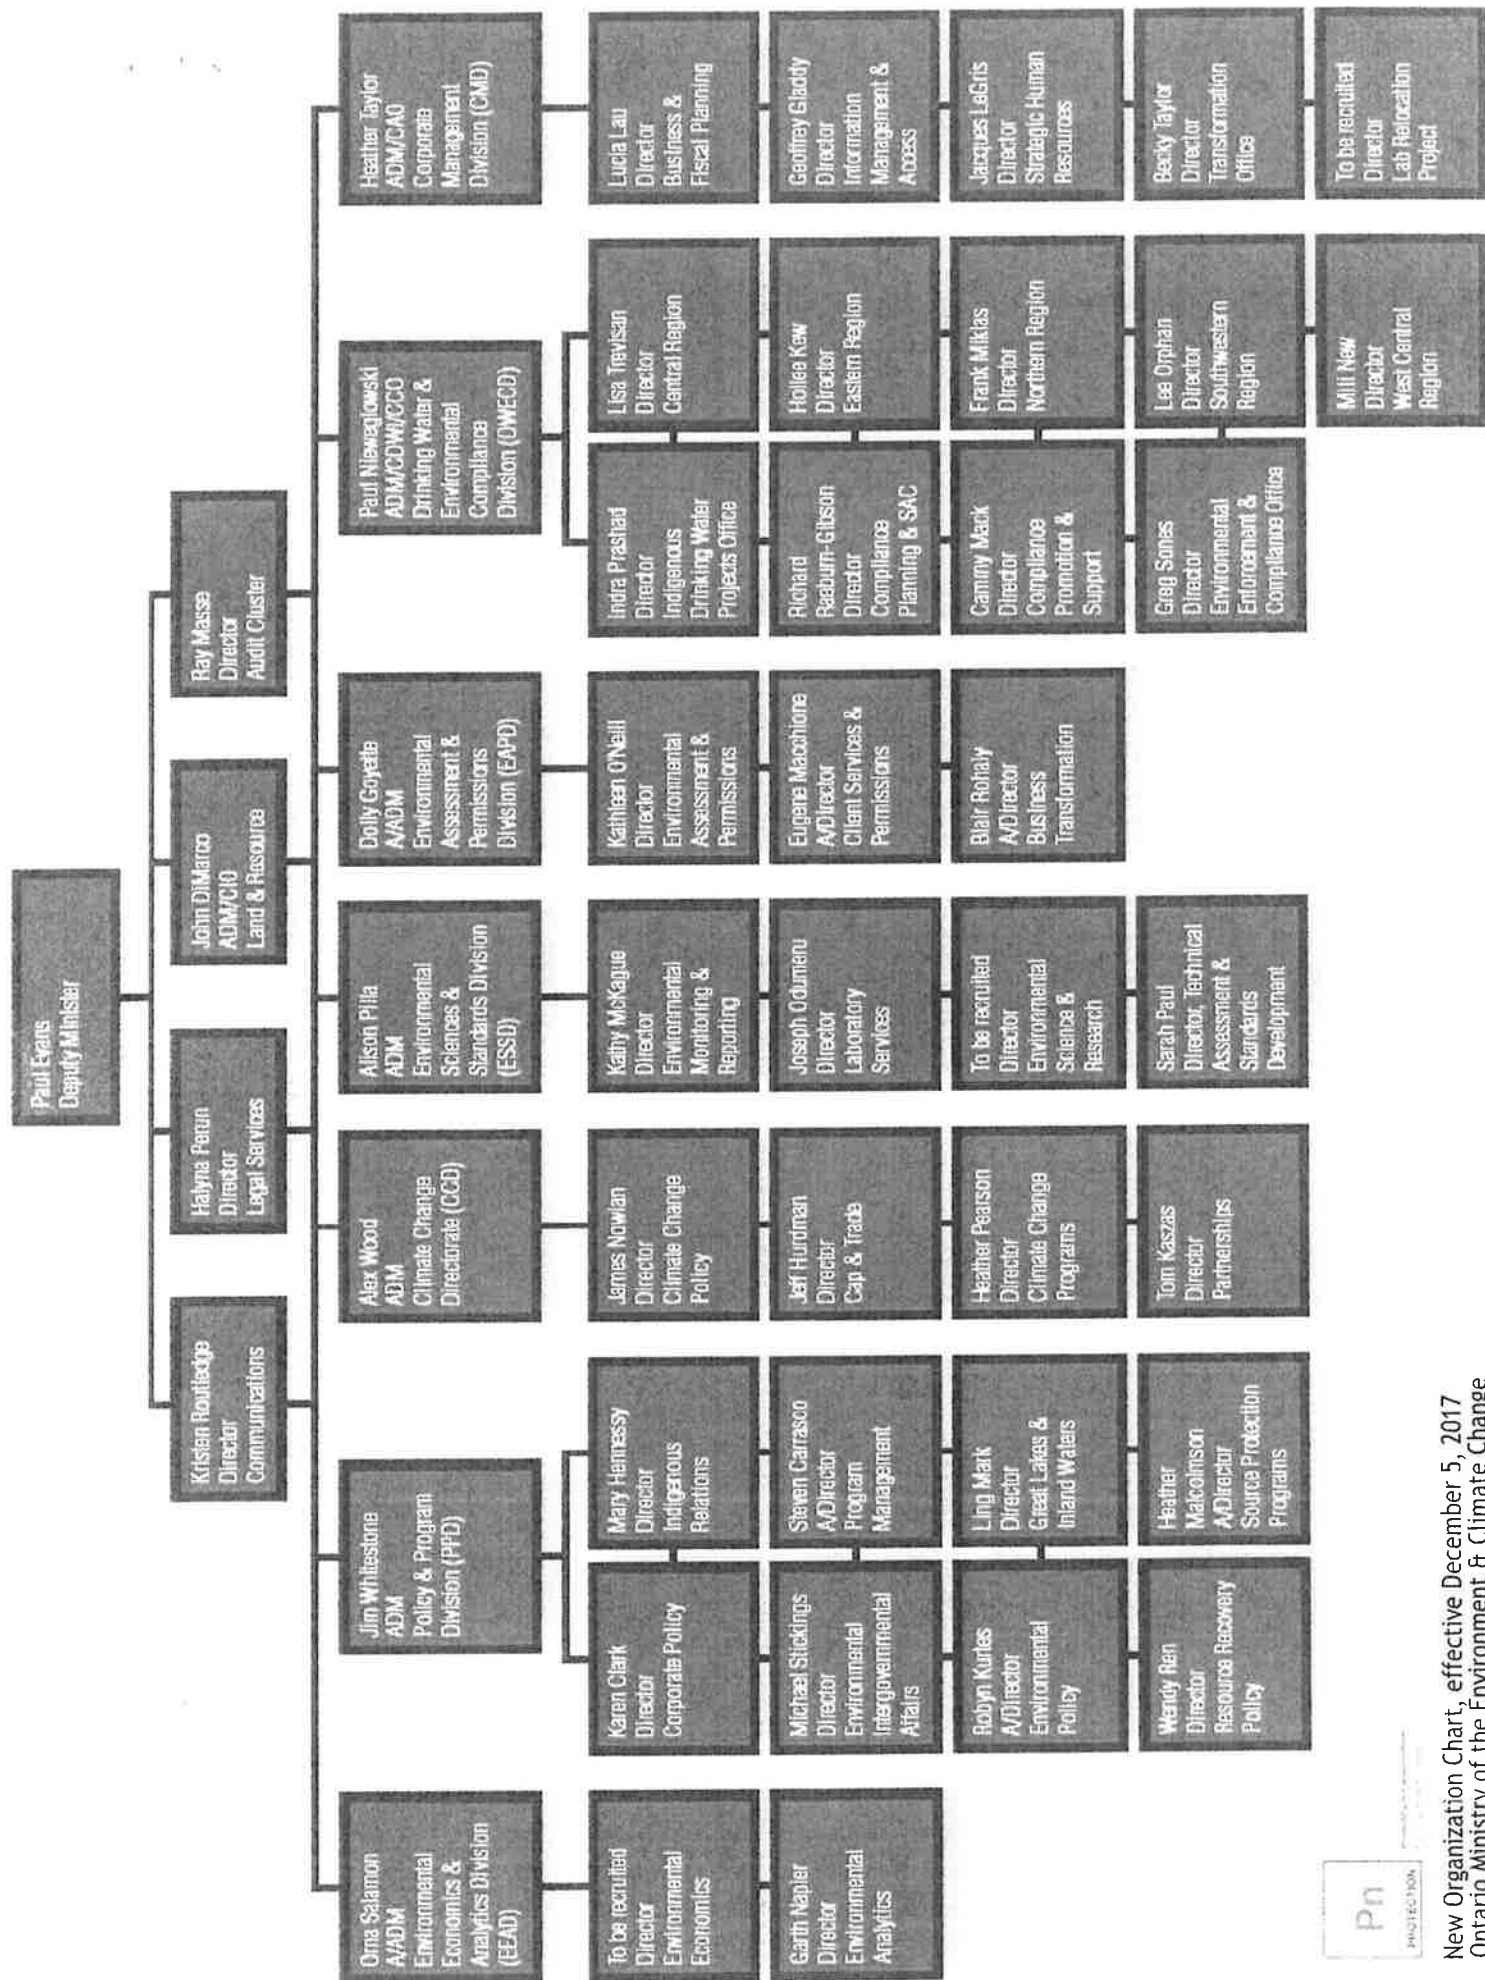 Paul Evans
Deputy Minister
Kristen Routledge
Director
Communications
Halyna Perun
Director
Legal Services
John DiMarco
ADM/CIO
Land & Resource
Ray Masse
Director
Audit Cluster
Orna Salamon
A/ADM
Environmental
Economics &
Analytics Division
(EEAD)
To be recruited
Director
Environmental
Economics
Garth Napier
Director
Environmental
Analytics
Jim Whitestone
ADM
Policy & Program
Division (PPD)
Karen Clark
Director
Corporate Policy
Mary Hennessy
Director
Indigenous
Relations
Michael Stickings
Director
Environmental
Intergovernmental
Affairs
Steven Carrasco
A/Director
Program
Management
Robyn Kurtes
A/Director
Environmental
Policy
Ling Mark
Director
Great Lakes &
Inland Waters
Wendy Ren
Director
Resource Recovery
Policy
Heather
Malcolmson
A/Director
Source Protection
Programs
Alex Wood
ADM
Climate Change
Directorate (CCD)
James Nowlan
Director
Climate Change
Policy
Jeff Hurdman
Director
Cap & Trade
Heather Pearson
Director
Climate Change
Programs
Tom Kaszas
Director
Partnerships
Alison Pilla
ADM
Environmental
Sciences &
Standards Division
(ESSD)
Kathy McKague
Director
Environmental
Monitoring &
Reporting
Joseph Odumeru
Director
Laboratory
Services
To be recruited
Director
Environmental
Science &
Research
Sarah Paul
Director, Technical
Assessment &
Standards
Development
Dolly Goyette
A/ADM
Environmental
Assessment &
Permissions
Division (EAPD)
Kathleen O'Neill
Director
Environmental
Assessment &
Permissions
Eugene Macchione
A/Director
Client Services &
Permissions
Blair Rohaly
A/Director
Business
Transformation
Paul Niewaglowski
ADM/CDWI/CCO
Drinking Water &
Environmental
Compliance
Division (DWECD)
Indra Prashad
Director
Indigenous
Drinking Water
Projects Office
Lisa Trevisan
Director
Central Region
Richard
Raeburn-Gibson
Director
Compliance
Planning & SAC
Hollee Kew
Director
Eastern Region
Cammy Mack
Director
Compliance
Promotion &
Support
Frank Miklas
Director
Northern Region
Greg Sones
Director
Environmental
Enforcement &
Compliance Office
Lee Orphan
Director
Southwestern
Region
Mili New
Director
West Central
Region
Heather Taylor
ADM/CAO
Corporate
Management
Division (CMD)
Lucia Lau
Director
Business &
Fiscal Planning
Geoffrey Gladdy
Director
Information
Management &
Access
Jacques LeGris
Director
Strategic Human
Resources
Becky Taylor
Director
Transformation
Office
To be recruited
Director
Lab Relocation
Project
Pn
PROTECTION
New Organization Chart, effective December 5, 2017
Ontario Ministry of the Environment & Climate Change